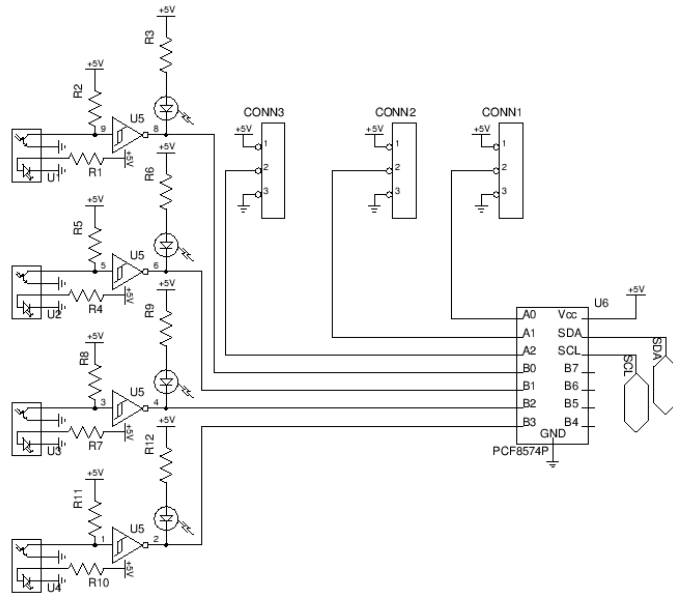 +5V
R3
+5V
R2
CONN3
CONN2
CONN1
U5
9
8
+5V
1
+5V
1
+5V
1
2
2
2
+5V
R1
+5V
U1
R6
3
3
3
+5V
R5
U5
5
6
+5V
R4
+5V
U2
R9
+5V
U6
A0
Vcc
A1
SDA
SDA
+5V
R8
A2
SCL
SCL
B0
B7
B1
B6
U5
3
4
B2
B5
+5V
R7
+5V
U3
R12
B3
B4
GND
PCF8574P
+5V
R11
U5
1
2
R10
+5V
U4